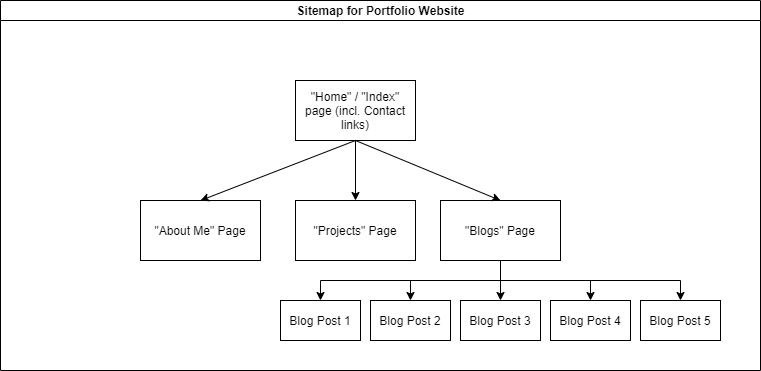 Sitemap for Portfolio Website
"Home" / "Index"
page (incl. Contact
links)
"About Me" Page
"Projects" Page
"Blogs" Page
Blog Post 1
Blog Post 2
Blog Post 3
Blog Post 4
Blog Post 5